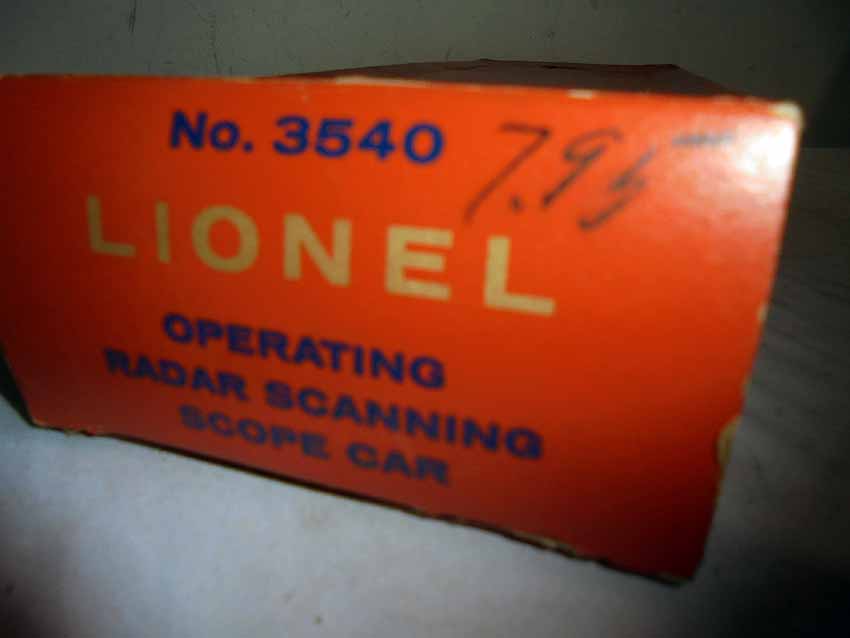 No. 3540 7.95
LIONEL
OPERATING
RADAR SCANNING
SCOPE CAR